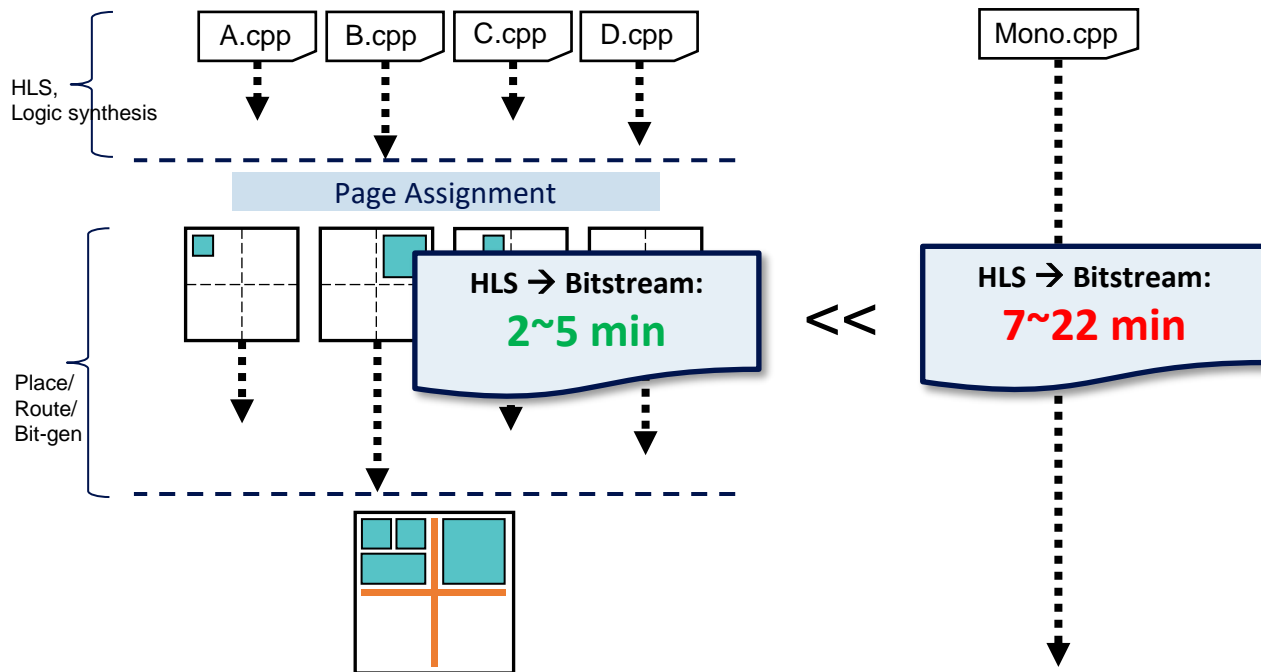 A.cpp
B.cpp
C.cpp
D.cpp
Mono.cpp
HLS,
Logic synthesis
Page Assignment
HLS → Bitstream:
2~5 min
<<
HLS → Bitstream:
7~22 min
Place/
Route/
Bit-gen